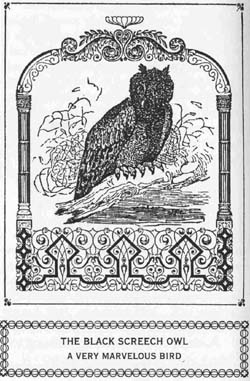 THE BLACK SCREECH OWL
A VERY MARVELOUS BIRD